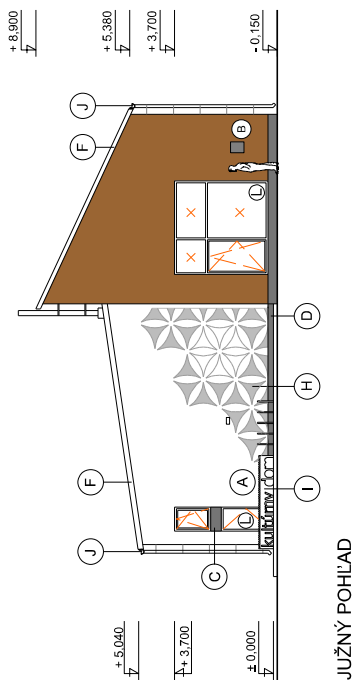 + 8,900
+ 5,380
+ 3,700
- 0,150
J
F
B
L
D
H
F
A
I
kultúrny dom
L
J
C
+ 5,040
+ 3,700
± 0,000
JUŽNÝ POHĽAD